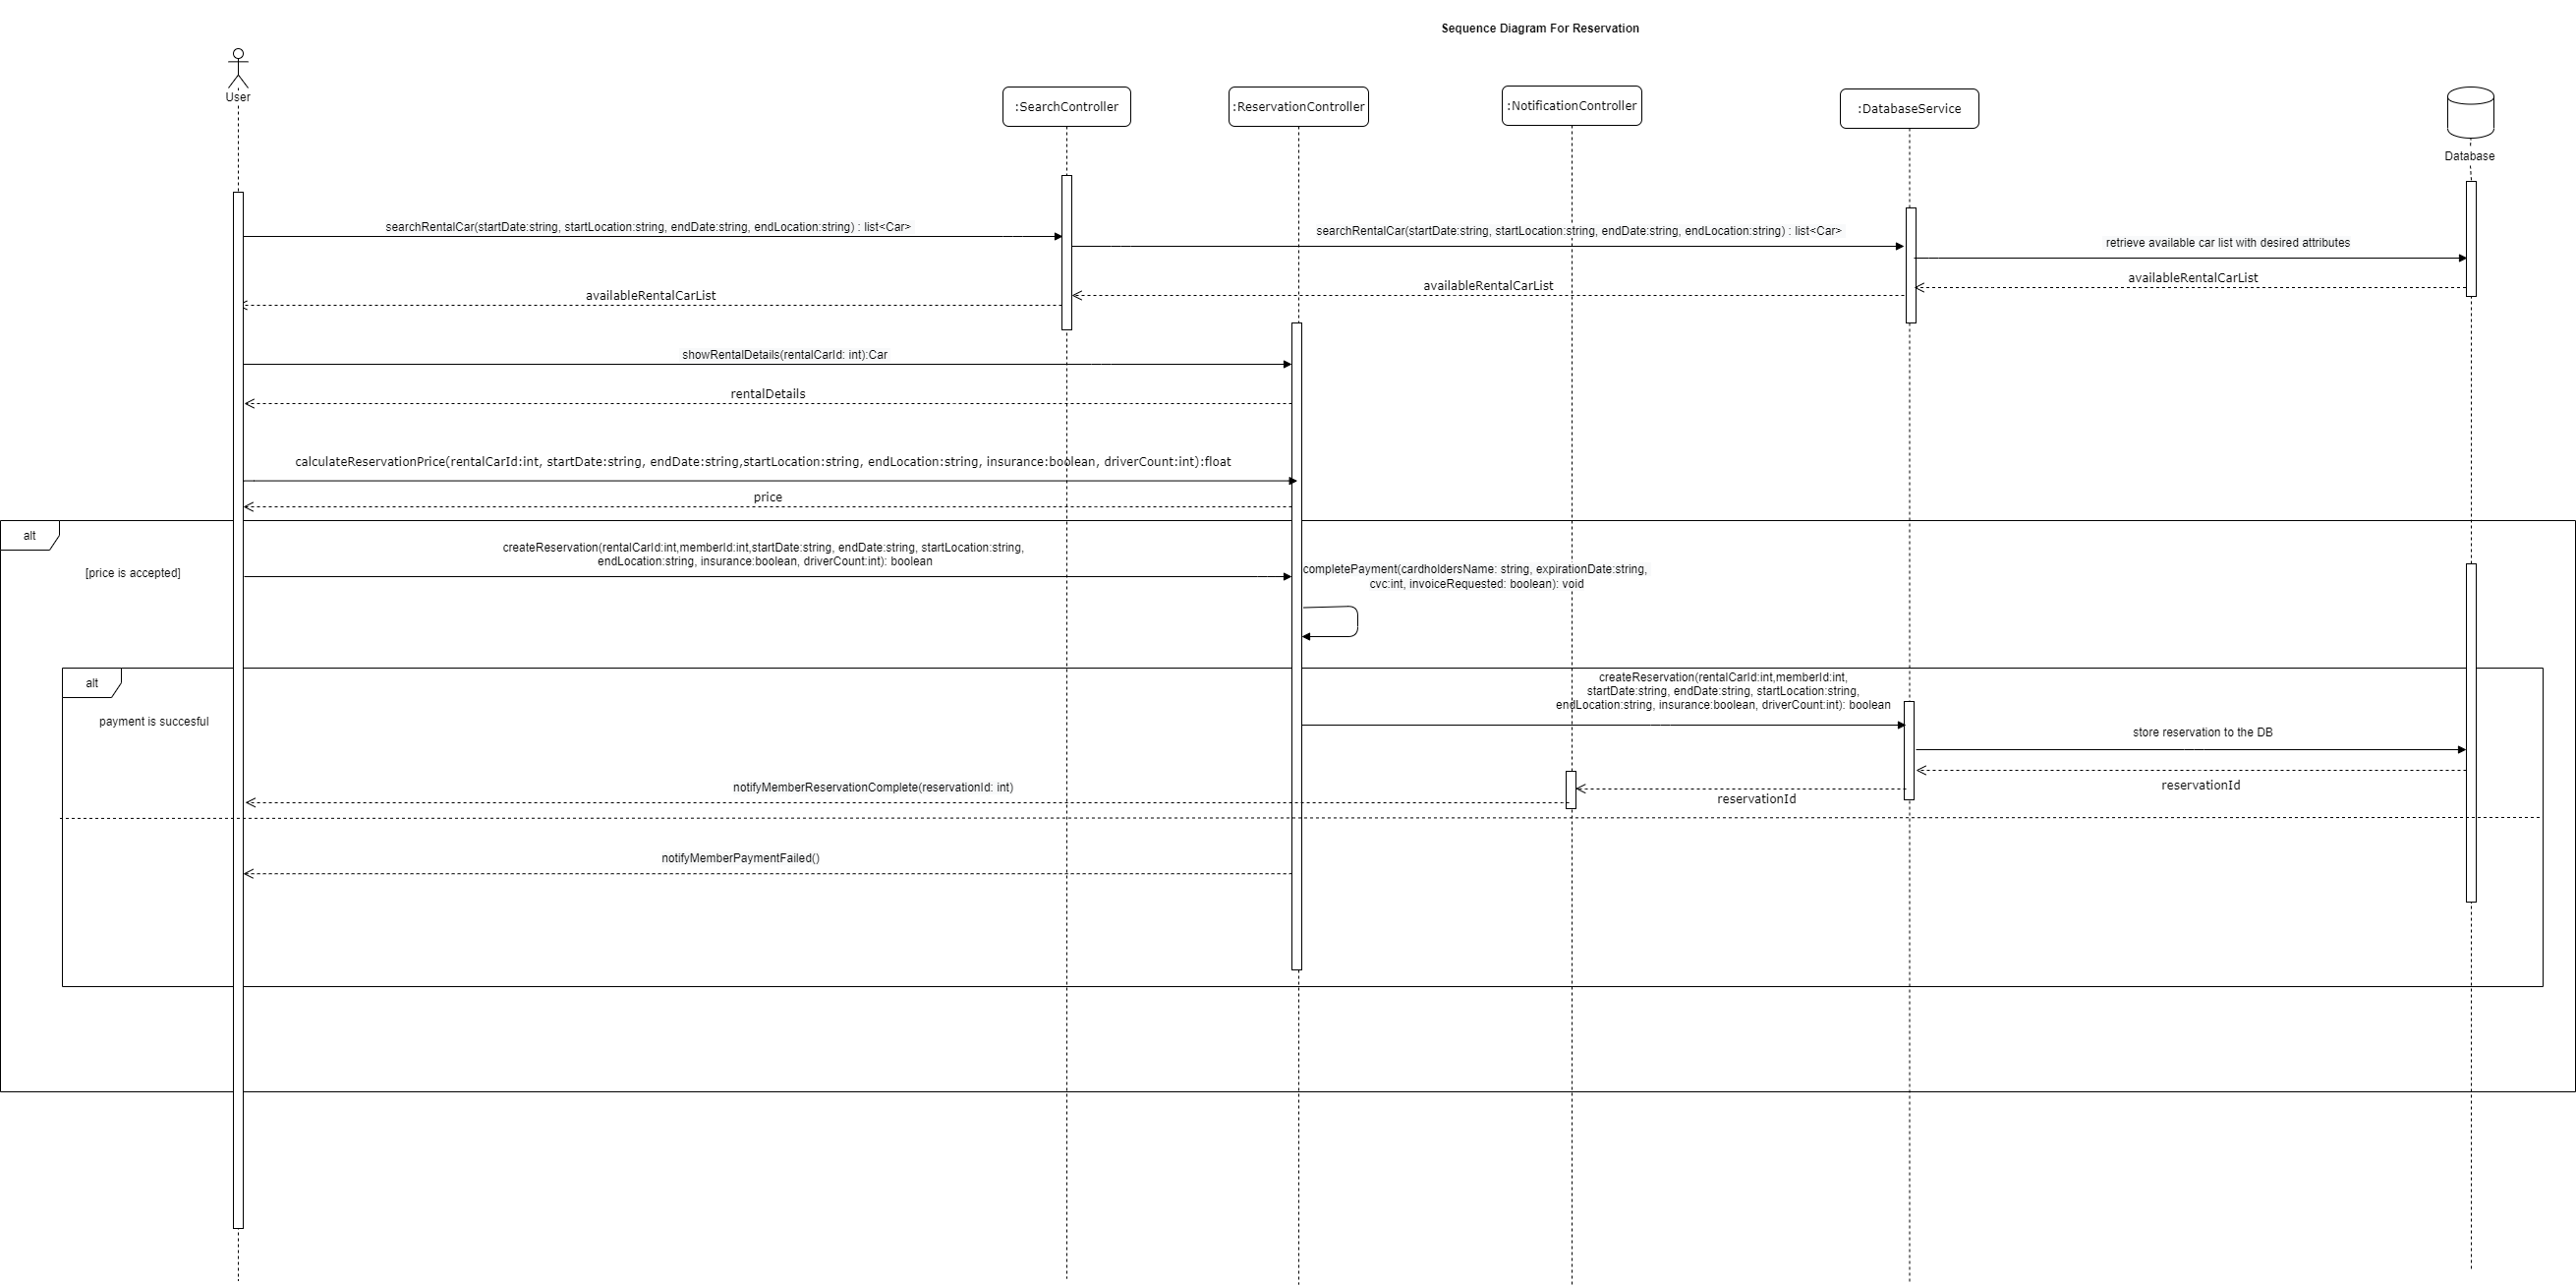 Sequence Diagram For Reservation
User
:SearchController
:ReservationController
:NotificationController
:DatabaseService
Database
searchRentalCar(startDate:string, startLocation:string, endDate:string, endLocation:string) : list<Car>
searchRentalCar(startDate:string, startLocation:string, endDate:string, endLocation:string) : list<Car>
retrieve available car list with desired attributes
availableRentalCarList
availableRentalCarList
availableRentalCarList
showRentalDetails(rentalCarId: int):Car
rentalDetails
calculateReservationPrice(rentalCarId:int, startDate:string, endDate:string,startLocation:string, endLocation:string, insurance:boolean, driverCount:int):float
price
alt
[price is accepted]
createReservation(rentalCarId:int,memberId:int,startDate:string, endDate:string, startLocation:string,
endLocation:string, insurance:boolean, driverCount:int): boolean
completePayment(cardholdersName: string, expirationDate:string,
cvc:int, invoiceRequested: boolean): void
alt
payment is succesful
createReservation(rentalCarId:int,memberId:int,
startDate:string, endDate:string, startLocation:string,
endLocation:string, insurance:boolean, driverCount:int): boolean
store reservation to the DB
reservationId
reservationId
notifyMemberReservationComplete(reservationId: int)
notifyMemberPaymentFailed()